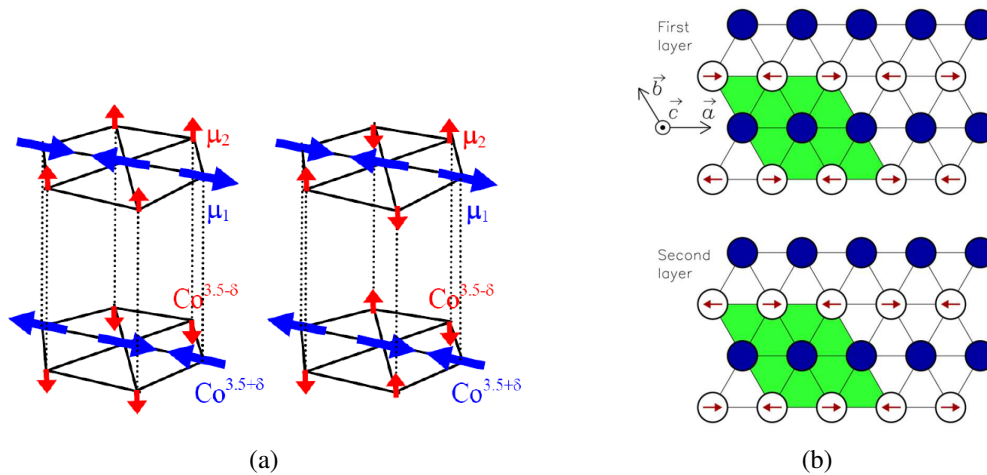 μ₂
μ₁
Co³·⁵⁻ᵟ
Co³·⁵⁺ᵟ
Co³·⁵⁻ᵟ
Co³·⁵⁺ᵟ
μ₂
μ₁
(a)
First
layer
b⃗
c⃗
a⃗
Second
layer
(b)